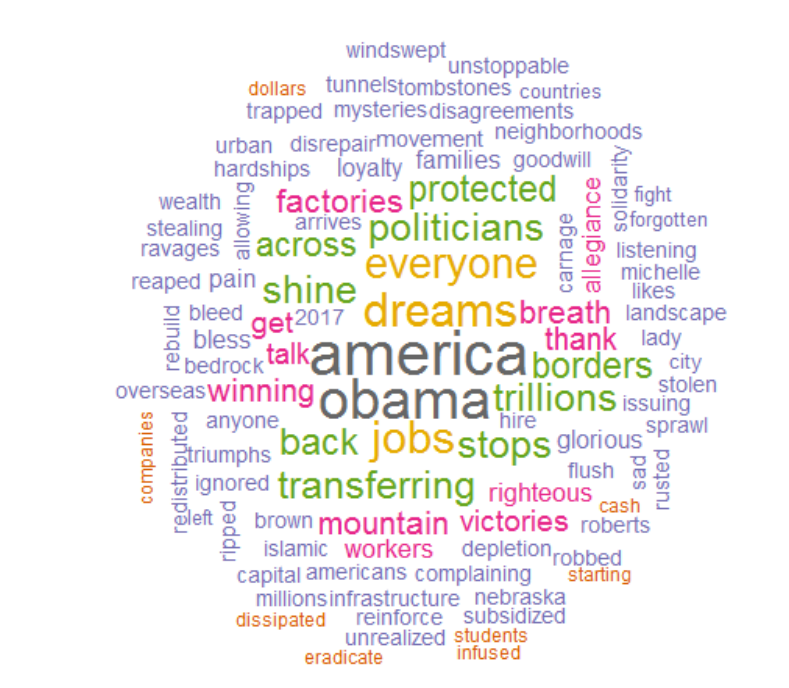 windswept
unstoppable
dollars tunnels tombstones countries
trapped mysteries disagreements
urban disrepair movement neighborhoods
hardships loyalty families goodwill
solidarity
wealth allowing factories protected allegiance fight
stealing arrives politicians carnage forgotten
ravages across everyone listening
michelle
reaped pain shine likes
rebuild bleed get 2017 dreams breath landscape
bless talk america thank lady
bedrock borders city
overseas winning obama trillions stolen
issuing
companies redistributed anyone hire sprawl
triumphs back jobs stops glorious
ignored transferring flush sad rusted
righteous cash
left ripped brown mountain victories roberts
islamic workers depletion robbed
capital americans complaining starting
millions infrastructure nebraska
dissipated reinforce subsidized
unrealized students
eradicate infused